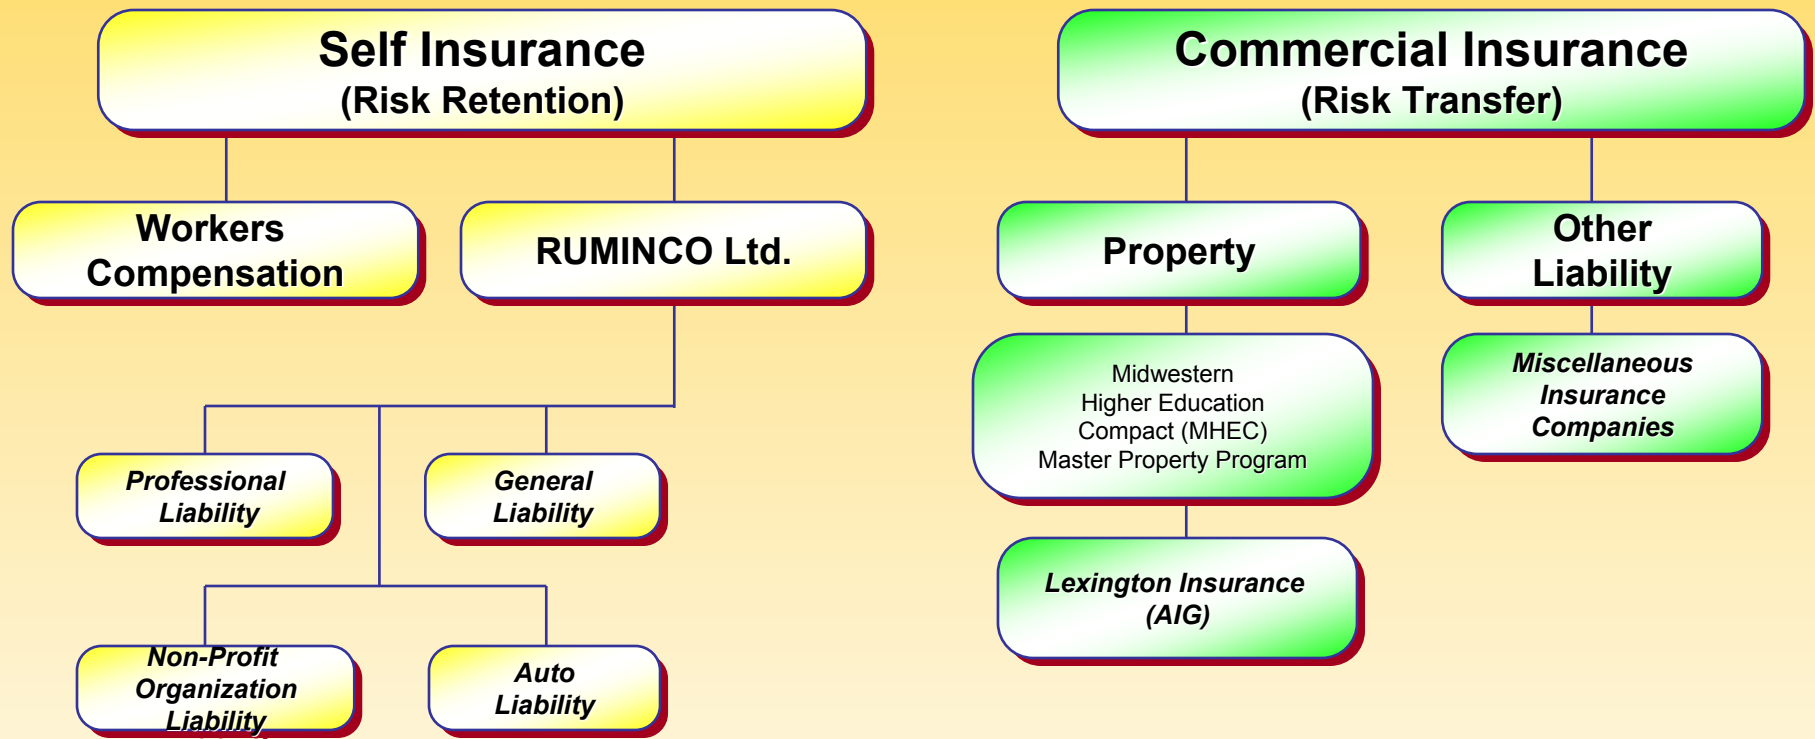 Self Insurance
(Risk Retention)
Commercial Insurance
(Risk Transfer)
Workers
Compensation
RUMINCO Ltd.
Property
Other
Liability
Midwestern
Higher Education
Compact (MHEC)
Master Property Program
Miscellaneous
Insurance
Companies
Professional
Liability
General
Liability
Lexington Insurance
(AIG)
Non-Profit
Organization
Liability
Auto
Liability